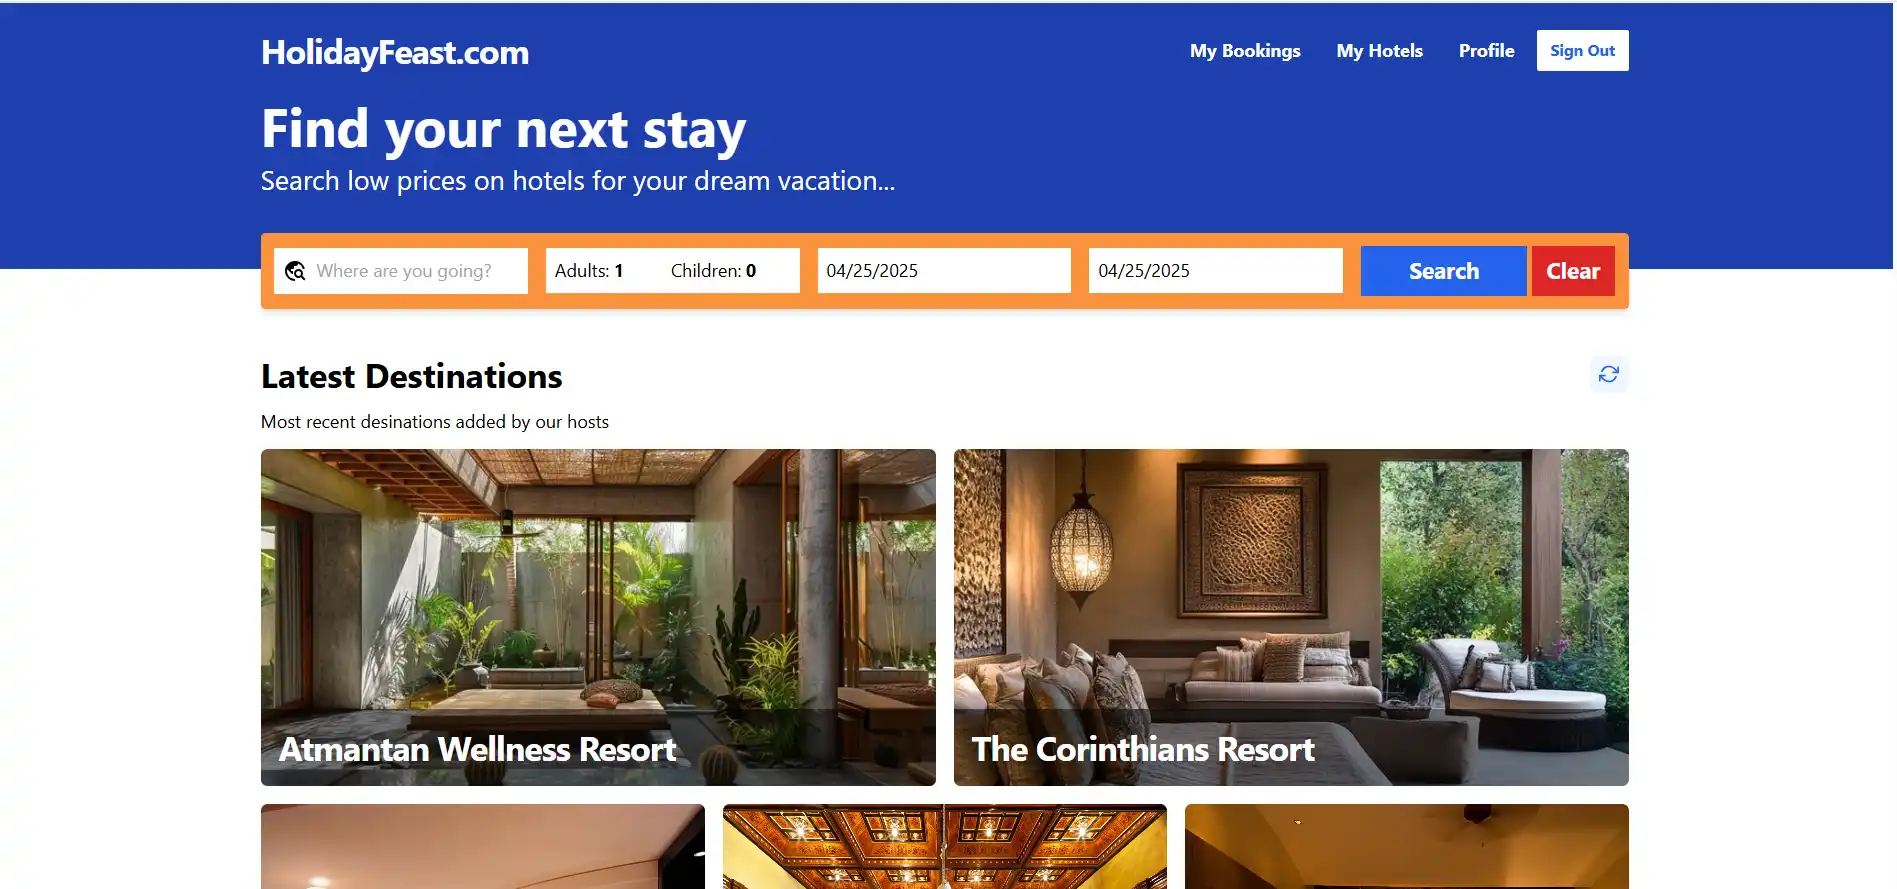 HolidayFeast.com
My Bookings My Hotels Profile Sign Out
Find your next stay
Search low prices on hotels for your dream vacation...
Where are you going? Adults: 1 Children: 0 04/25/2025 04/25/2025 Search Clear
Latest Destinations
Most recent desinations added by our hosts
Atmantan Wellness Resort
The Corinthians Resort